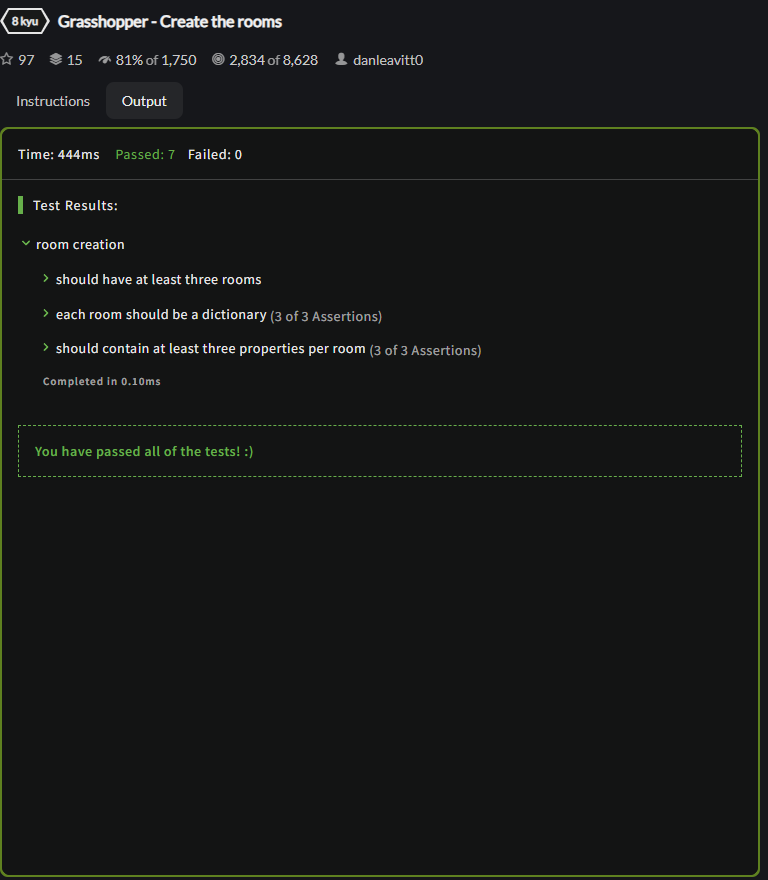 8 kyu Grasshopper - Create the rooms
97 15 81% of 1,750 2,834 of 8,628 danleavitt0
Instructions Output
Time: 444ms Passed: 7 Failed: 0
Test Results:
room creation
should have at least three rooms
each room should be a dictionary (3 of 3 Assertions)
should contain at least three properties per room (3 of 3 Assertions)
Completed in 0.10ms
You have passed all of the tests! :)